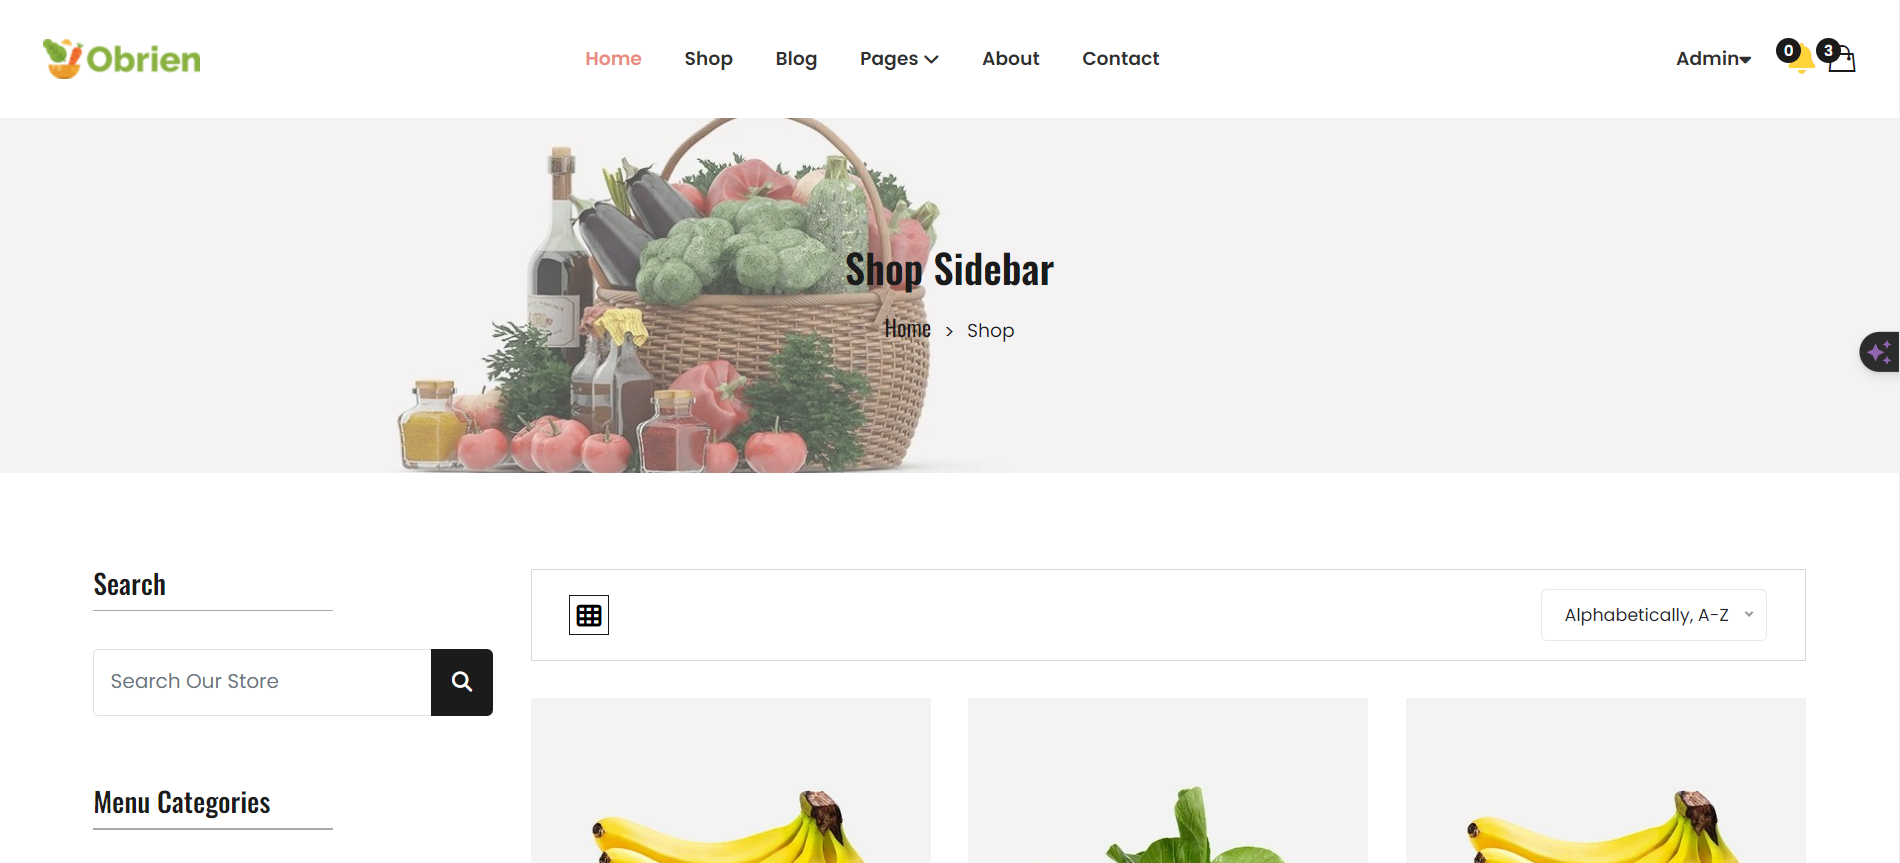 Obrien
Home Shop Blog Pages About Contact
Admin 0 3
Shop Sidebar
Home > Shop
Search
Alphabetically, A-Z
Search Our Store
Menu Categories